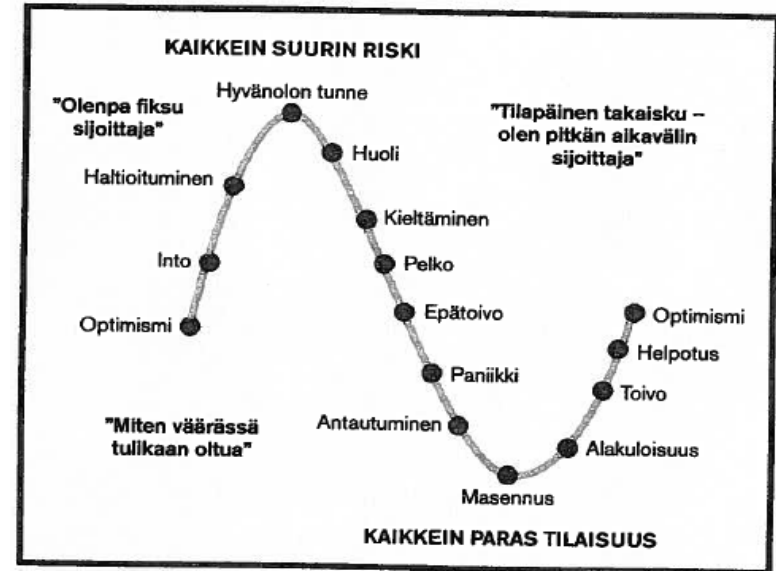 KAIKKEIN SUURIN RISKI
Hyvänolon tunne
"Olenpa fiksu
sijoittaja"
"Tilapäinen takaisku –
olen pitkän aikavälin
sijoittaja"
Huoli
Haltioituminen
Kieltäminen
Into
Pelko
Optimismi
Epätoivo
Optimismi
Helpotus
Paniikki
Toivo
"Miten väärässä
tulikaan oltua"
Antautuminen
Alakuloisuus
Masennus
KAIKKEIN PARAS TILAISUUS